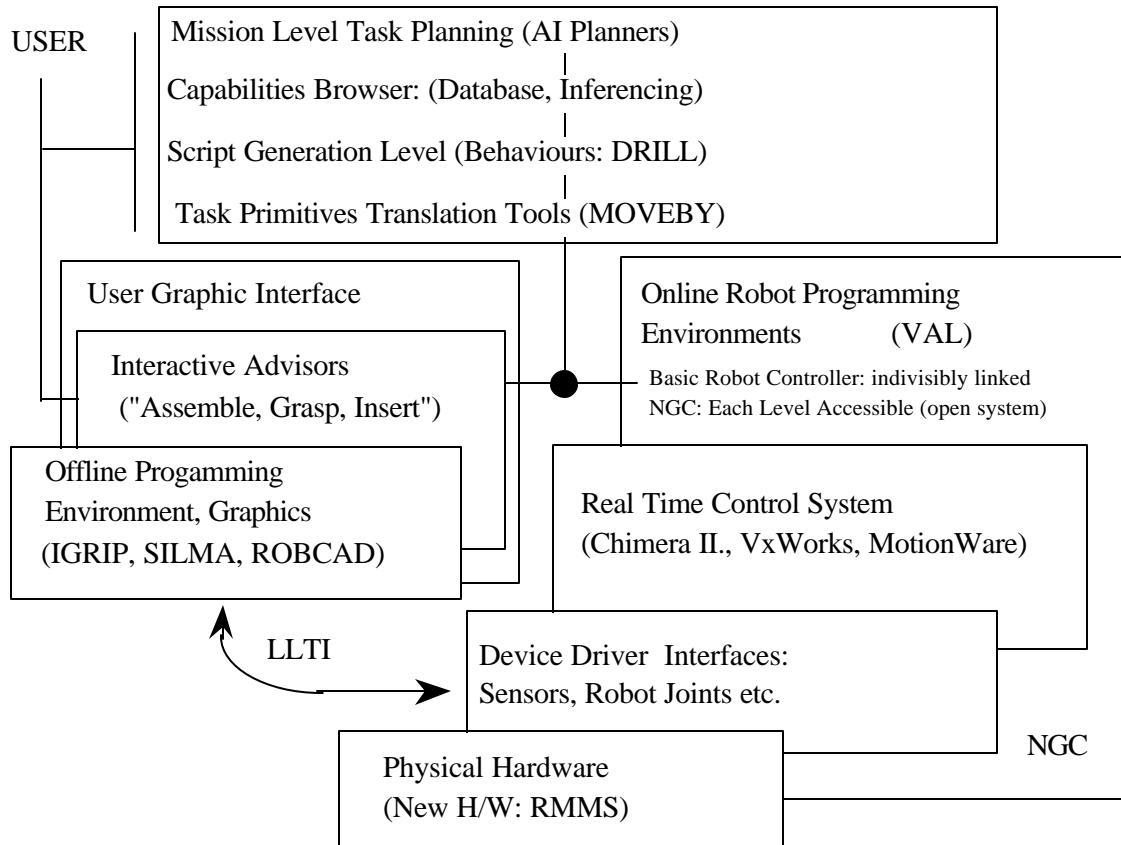 USER
Mission Level Task Planning (AI Planners)
Capabilities Browser: (Database, Inferencing)
Script Generation Level (Behaviours: DRILL)
Task Primitives Translation Tools (MOVEBY)
User Graphic Interface
Interactive Advisors
("Assemble, Grasp, Insert")
Offline Progamming
Environment, Graphics
(IGRIP, SILMA, ROBCAD)
Online Robot Programming
Environments (VAL)
Basic Robot Controller: indivisibly linked
NGC: Each Level Accessible (open system)
Real Time Control System
(Chimera II., VxWorks, MotionWare)
LLTI
Device Driver Interfaces:
Sensors, Robot Joints etc.
NGC
Physical Hardware
(New H/W: RMMS)